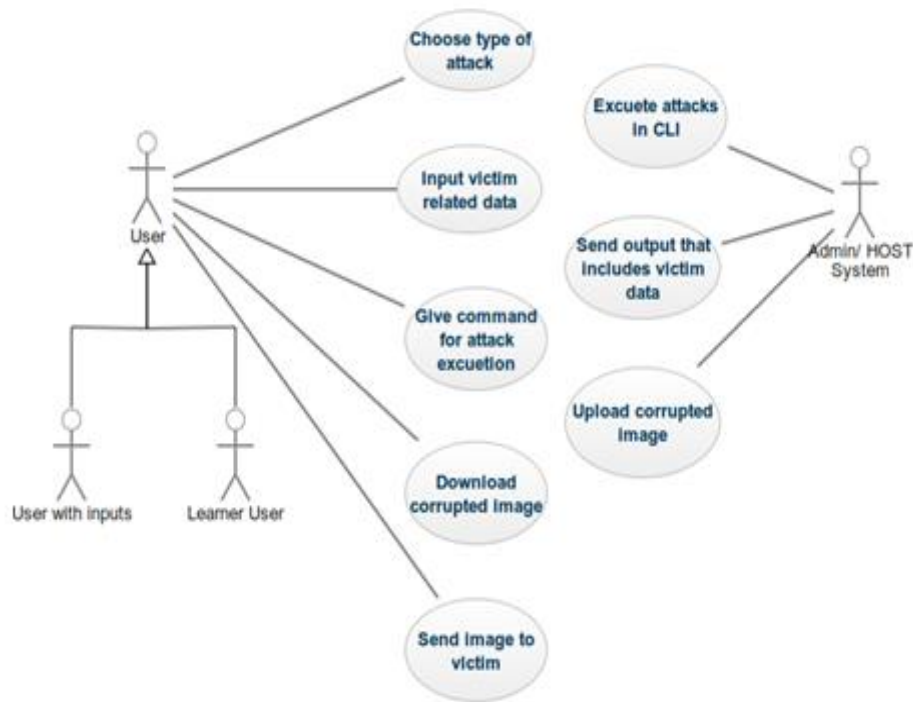 Choose type of
attack
Excuete attacks
in CLI
Input victim
related data
User
Send output that
includes victim
data
Admin/ HOST
System
Give command
for attack
excuetion
Upload corrupted
image
Download
corrupted image
User with inputs
Learner User
Send image to
victim